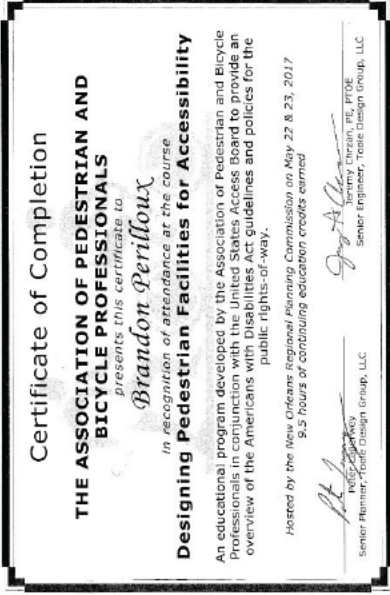 Certificate of Completion
THE ASSOCIATION OF PEDESTRIAN AND
BICYCLE PROFESSIONALS
presents this certificate to
Brandon Perilloux
in recognition of attendance at the course
Designing Pedestrian Facilities for Accessibility
An educational program developed by the Association of Pedestrian and Bicycle
Professionals in conjunction with the United States Access Board to provide an
overview of the Americans with Disabilities Act guidelines and policies for the
public rights-of-way.
Hosted by the New Orleans Regional Planning Commission on May 22 & 23, 2017
9.5 hours of continuing education credits earned
Peter
Senior Planner, Toole Design Group, LLC
Jeremy Chrzan, PE, PTOE
Senior Engineer, Toole Design Group, LLC